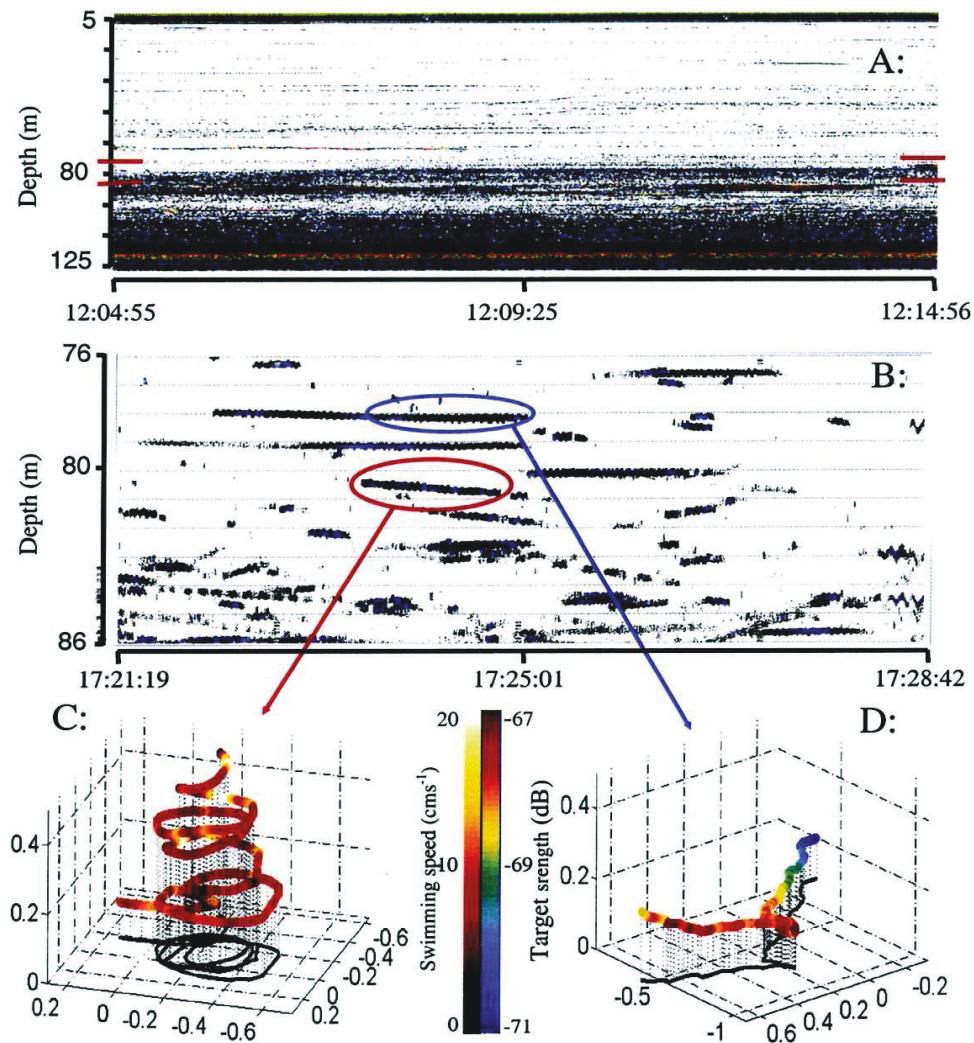 5
A:
Depth (m)
80
125
12:04:55 12:09:25 12:14:56
76
B:
Depth (m)
80
86
17:21:19 17:25:01 17:28:42
C:
D:
20 -67
Swimming speed (cms-1)
10 -69
Target srength (dB)
0 -71
0.4
0.2
0
0.2 0 -0.2 -0.4 -0.6
0.2 0 -0.2 -0.4 -0.6
0.4
0.2
0
-0.5 -1
0.6 0.4 0.2 0 -0.2